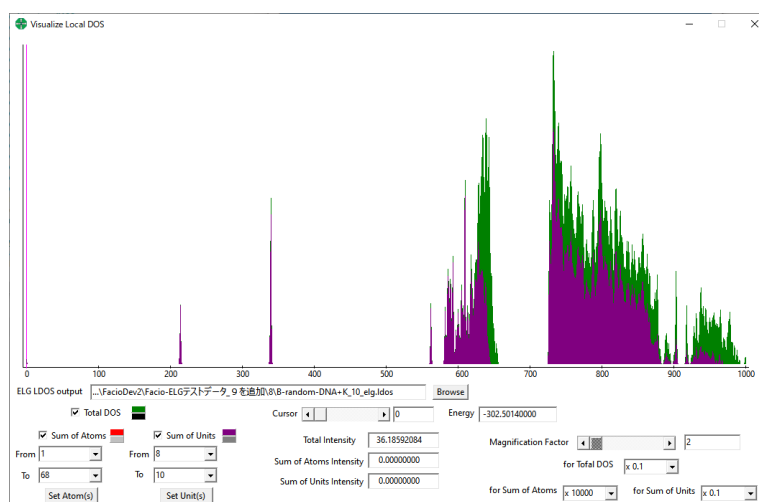 Visualize Local DOS
0 100 200 300 400 500 600 700 800 900 1000
ELG LDOS output ...\FacioDev2\Facio-ELGテストデータ_９を追加\8\B-random-DNA+K_10_elg.ldos Browse
Total DOS Cursor 0 Energy -302.50140000
Sum of Atoms Sum of Units Total Intensity 36.18592084 Magnification Factor 2
From 1 From 8 Sum of Atoms Intensity 0.00000000 for Total DOS x 0.1
To 68 To 10 Sum of Units Intensity 0.00000000
Set Atom(s) Set Unit(s) for Sum of Atoms x 10000 for Sum of Units x 0.1